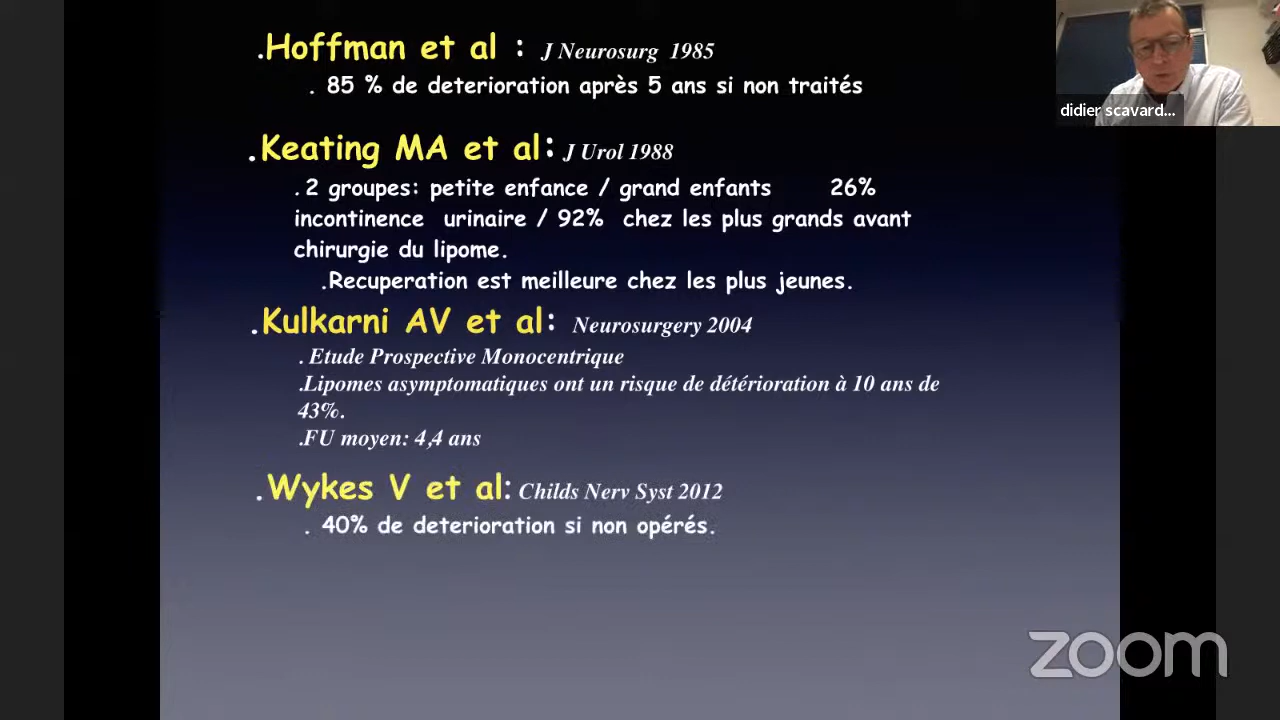 .Hoffman et al : J Neurosurg 1985
. 85 % de deterioration après 5 ans si non traités
didier scavard...
.Keating MA et al: J Urol 1988
. 2 groupes: petite enfance / grand enfants 26%
incontinence urinaire / 92% chez les plus grands avant
chirurgie du lipome.
.Recuperation est meilleure chez les plus jeunes.
.Kulkarni AV et al: Neurosurgery 2004
. Etude Prospective Monocentrique
.Lipomes asymptomatiques ont un risque de détérioration à 10 ans de
43%.
.FU moyen: 4,4 ans
.Wykes V et al: Childs Nerv Syst 2012
. 40% de deterioration si non opérés.
zoom